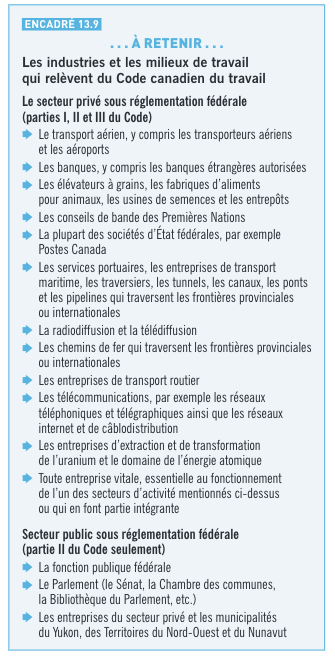 ENCADRÉ 13.9
. . . À RETENIR . . .
Les industries et les milieux de travail
qui relèvent du Code canadien du travail
Le secteur privé sous réglementation fédérale
(parties I, II et III du Code)
Le transport aérien, y compris les transporteurs aériens
et les aéroports
Les banques, y compris les banques étrangères autorisées
Les élévateurs à grains, les fabriques d'aliments
pour animaux, les usines de semences et les entrepôts
Les conseils de bande des Premières Nations
La plupart des sociétés d'État fédérales, par exemple
Postes Canada
Les services portuaires, les entreprises de transport
maritime, les traversiers, les tunnels, les canaux, les ponts
et les pipelines qui traversent les frontières provinciales
ou internationales
La radiodiffusion et la télédiffusion
Les chemins de fer qui traversent les frontières provinciales
ou internationales
Les entreprises de transport routier
Les télécommunications, par exemple les réseaux
téléphoniques et télégraphiques ainsi que les réseaux
internet et de câblodistribution
Les entreprises d'extraction et de transformation
de l'uranium et le domaine de l'énergie atomique
Toute entreprise vitale, essentielle au fonctionnement
de l'un des secteurs d'activité mentionnés ci-dessus
ou qui en font partie intégrante
Secteur public sous réglementation fédérale
(partie II du Code seulement)
La fonction publique fédérale
Le Parlement (le Sénat, la Chambre des communes,
la Bibliothèque du Parlement, etc.)
Les entreprises du secteur privé et les municipalités
du Yukon, des Territoires du Nord-Ouest et du Nunavut